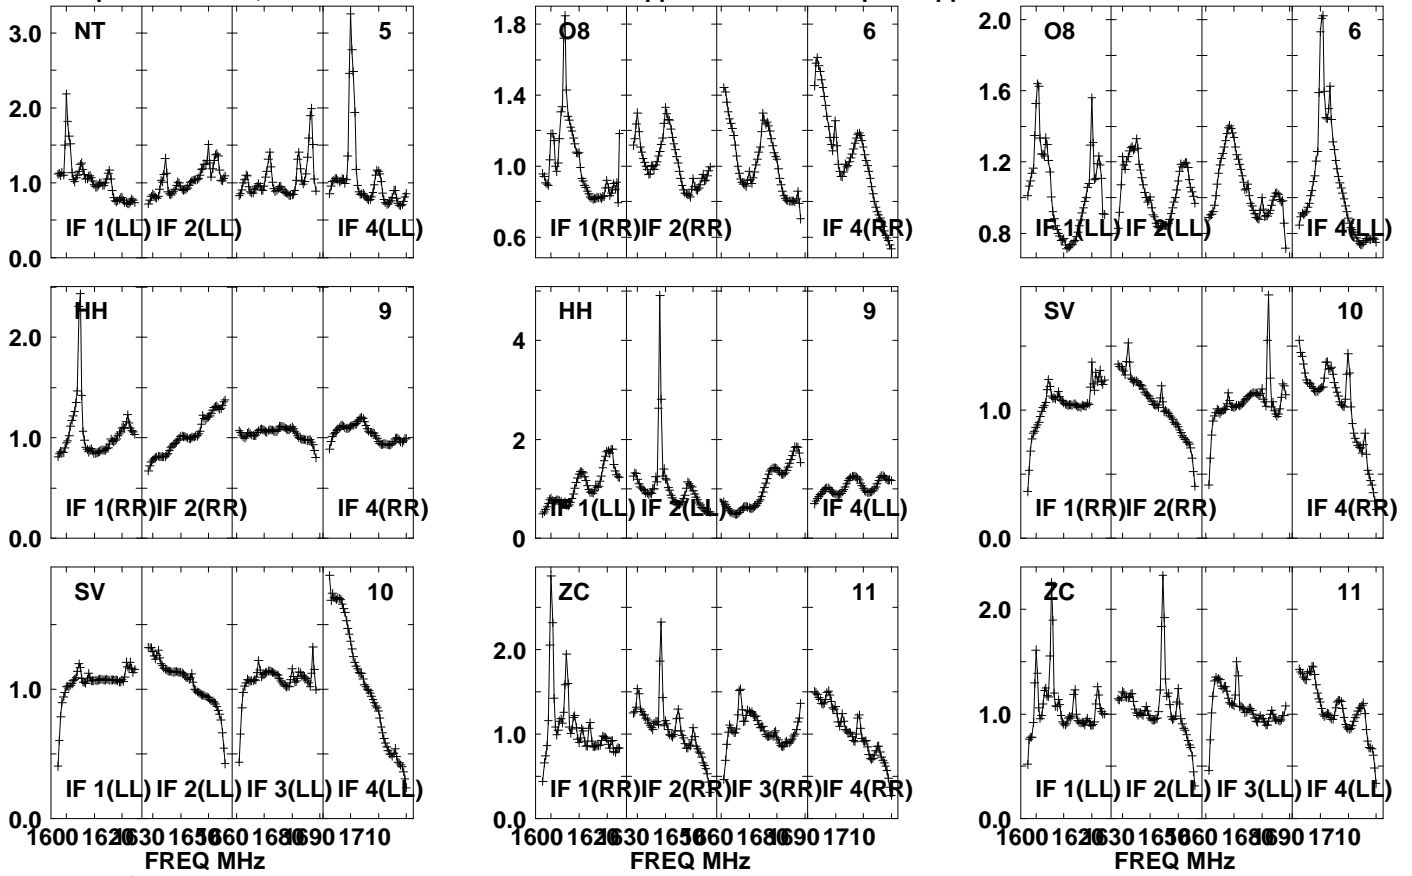 NT 5
3.0
2.0
1.0
0.0
IF 1(LL) IF 2(LL) IF 4(LL)
O8 6
1.8
1.4
1.0
0.6
IF 1(RR) IF 2(RR) IF 4(RR)
O8 6
2.0
1.6
1.2
0.8
IF 1(LL) IF 2(LL) IF 4(LL)
HH 9
2.0
1.0
0.0
IF 1(RR) IF 2(RR) IF 4(RR)
HH 9
4
2
0
IF 1(LL) IF 2(LL) IF 4(LL)
SV 10
1.0
0.0
IF 1(RR) IF 2(RR) IF 4(RR)
SV 10
1.0
0.0
IF 1(LL) IF 2(LL) IF 3(LL) IF 4(LL)
1600 1620 1630 1650 1660 1680 1690 1710
FREQ MHz
ZC 11
2.0
1.0
0.0
IF 1(RR) IF 2(RR) IF 3(RR) IF 4(RR)
1600 1620 1630 1650 1660 1680 1690 1710
FREQ MHz
ZC 11
2.0
1.0
0.0
IF 1(LL) IF 2(LL) IF 3(LL) IF 4(LL)
1600 1620 1630 1650 1660 1680 1690 1710
FREQ MHz